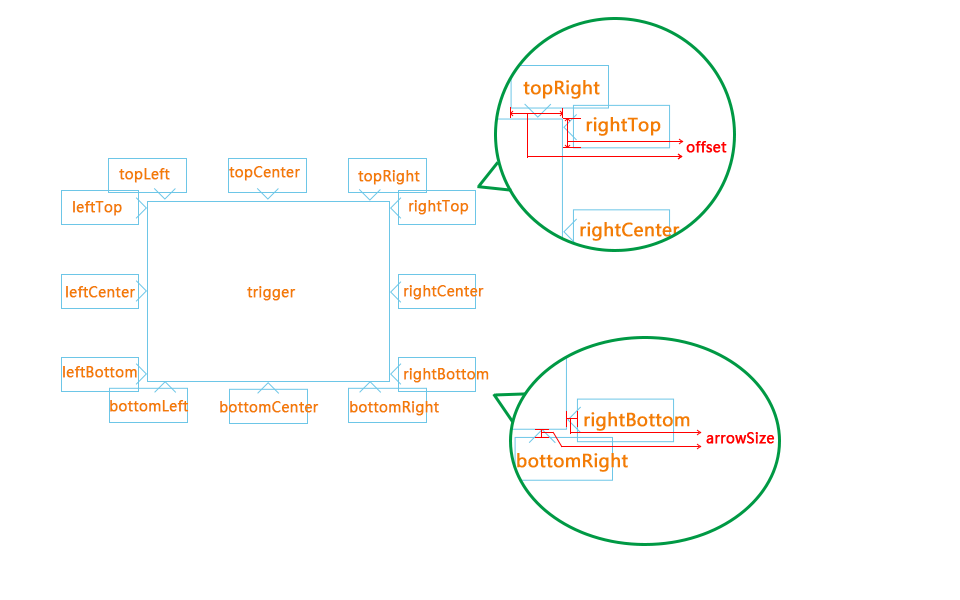 topRight
rightTop
offset
rightCenter
topLeft
topCenter
topRight
leftTop
rightTop
leftCenter
trigger
rightCenter
leftBottom
rightBottom
bottomLeft
bottomCenter
bottomRight
rightBottom
arrowSize
bottomRight